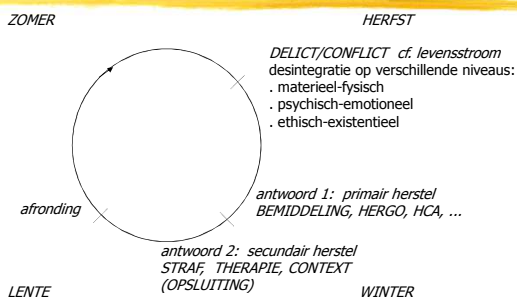 ZOMER
HERFST
DELICT/CONFLICT cf. levensstroom
desintegratie op verschillende niveaus:
. materieel-fysisch
. psychisch-emotioneel
. ethisch-existentieel
antwoord 1: primair herstel
BEMIDDELING, HERGO, HCA, ...
afronding
antwoord 2: secundair herstel
STRAF, THERAPIE, CONTEXT
(OPSLUITING)
LENTE
WINTER